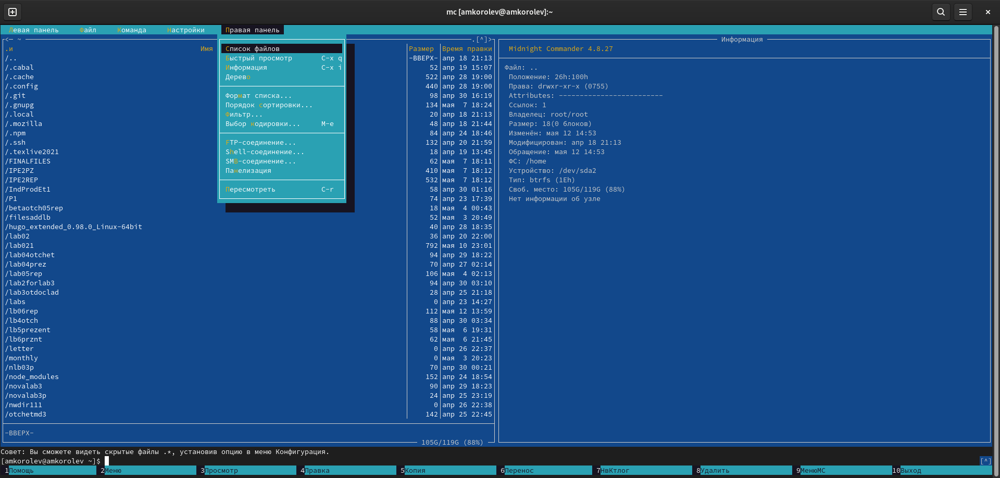 mc [amkorolev@amkorolev]:~
Левая панель Файл Команда Настройки Правая панель
<─ ~ .[^]> Информация
.и Имя Размер Время правки
Список файлов
Быстрый просмотр C-x q
Информация C-x i
Дерево
Формат списка...
Порядок сортировки...
Фильтр...
Выбор кодировки... M-e
FTP-соединение...
Shell-соединение...
SMB-соединение...
Панелизация
Пересмотреть C-r
/.. -ВВЕРХ- апр 18 21:13
/.cabal 52 апр 19 15:07
/.cache 522 апр 28 19:00
/.config 440 апр 28 19:00
/.git 98 апр 30 16:19
/.gnupg 134 мая 7 18:24
/.local 20 апр 18 21:13
/.mozilla 48 апр 18 21:44
/.npm 84 апр 24 18:46
/.ssh 132 апр 20 21:59
/.texlive2021 18 апр 19 13:45
/FINALFILES 62 мая 7 18:11
/IPE2PZ 410 мая 7 18:12
/IPE2REP 532 мая 7 18:12
/IndProdEt1 58 апр 30 01:16
/P1 74 апр 23 17:39
/betaotch05rep 18 мая 4 00:43
/filesaddlb 52 мая 3 20:49
/hugo_extended_0.98.0_Linux-64bit 40 апр 28 18:35
/lab02 36 апр 20 22:00
/lab021 792 мая 10 23:01
/lab04otchet 94 апр 29 18:22
/lab04prez 70 апр 27 02:14
/lab05rep 106 мая 4 02:13
/lab2forlab3 94 апр 30 03:10
/lab3otdoclad 28 апр 25 21:18
/labs 0 апр 23 14:27
/lb06rep 112 мая 12 13:59
/lb4otch 88 апр 30 03:34
/lb5prezent 58 мая 6 19:31
/lb6prznt 62 мая 6 21:45
/letter 0 апр 26 22:37
/monthly 0 мая 3 20:23
/nlb03p 70 апр 30 00:21
/node_modules 152 апр 24 18:54
/novalab3 90 апр 29 18:23
/novalab3p 24 апр 25 23:19
/nwdir111 0 апр 26 22:38
/otchetmd3 142 апр 25 22:45
-ВВЕРХ-
105G/119G (88%)
Midnight Commander 4.8.27
Файл: ..
Положение: 26h:100h
Права: drwxr-xr-x (0755)
Attributes: -------------------------
Ссылок: 1
Владелец: root/root
Размер: 18(0 блоков)
Изменён: мая 12 14:53
Модифицирован: апр 18 21:13
Обращение: мая 12 14:53
ФС: /home
Устройство: /dev/sda2
Тип: btrfs (1Eh)
Своб. место: 105G/119G (88%)
Нет информации об узле
Совет: Вы сможете видеть скрытые файлы .*, установив опцию в меню Конфигурация.
[amkorolev@amkorolev ~]$ [^]
1Помощь 2Меню 3Просмотр 4Правка 5Копия 6Перенос 7НвКтлог 8Удалить 9МенюMC 10Выход